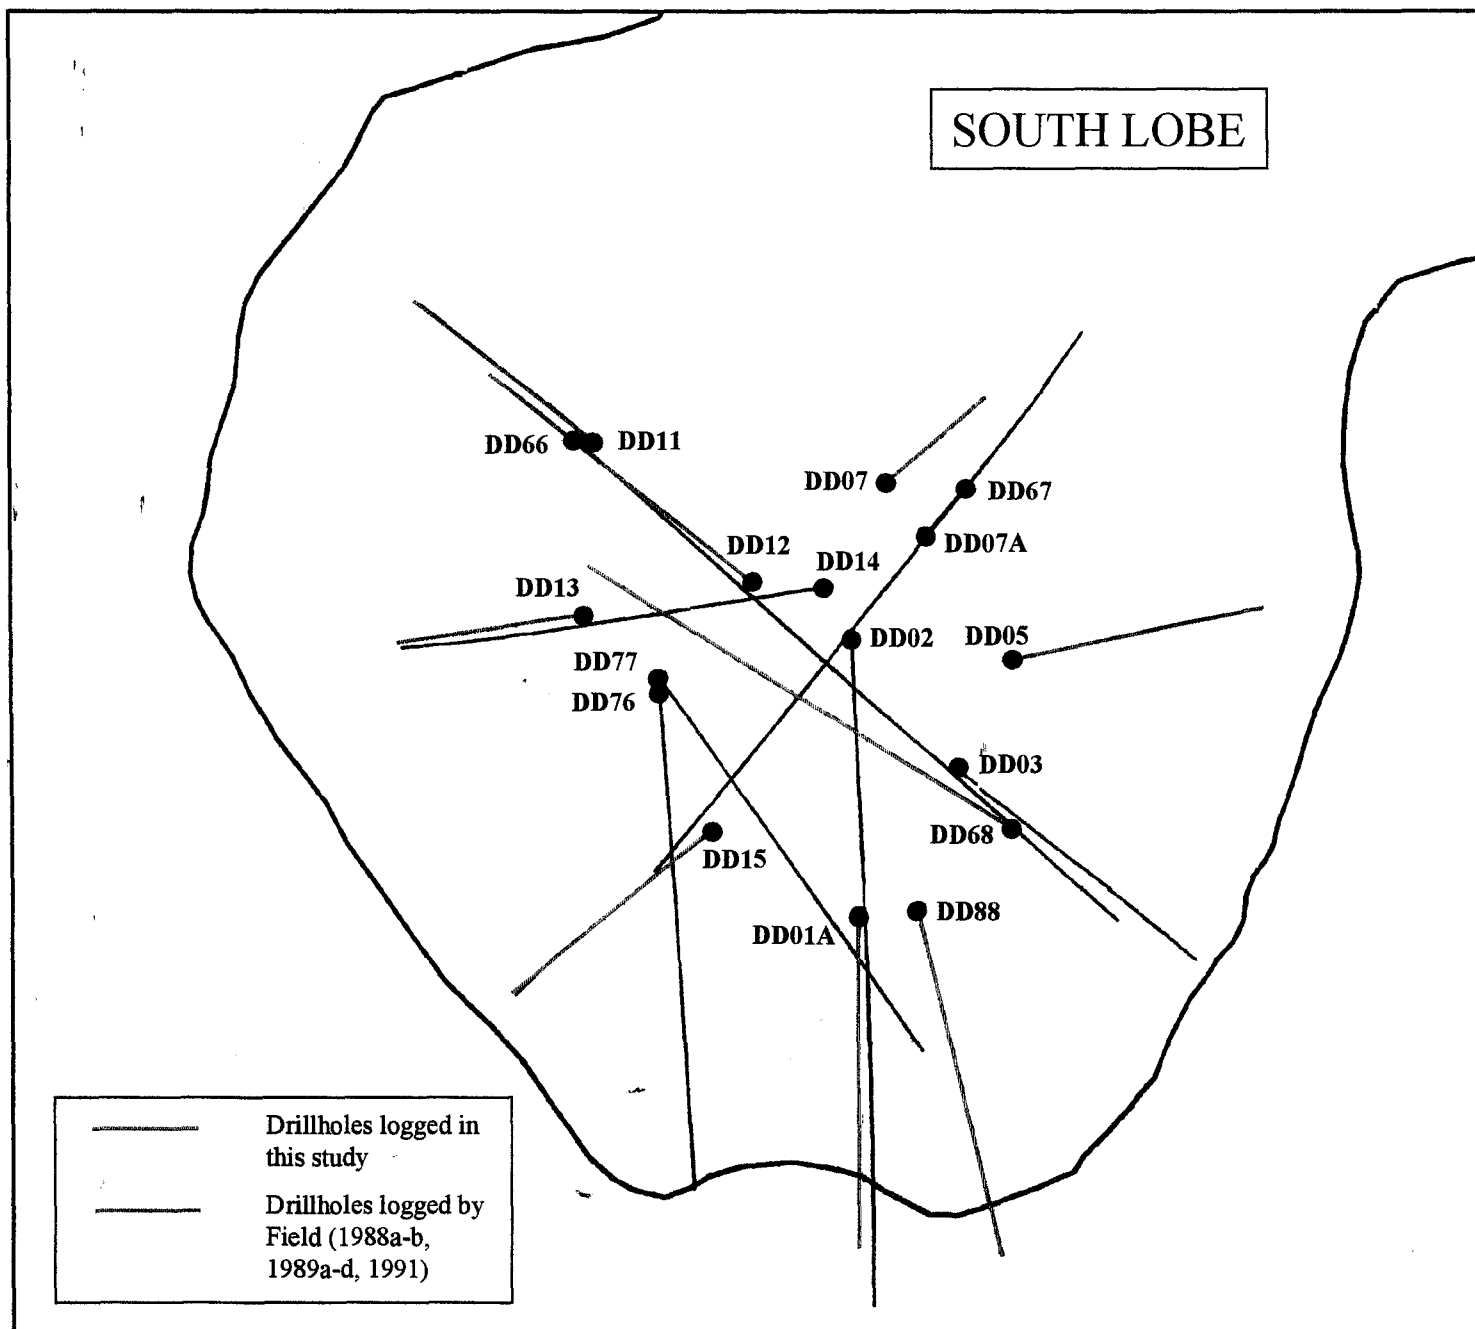 SOUTH LOBE
DD66
DD11
DD07
DD67
DD07A
DD12
DD14
DD13
DD02
DD05
DD77
DD76
DD03
DD68
DD15
DD01A
DD88
Drillholes logged in
this study
Drillholes logged by
Field (1988a-b,
1989a-d, 1991)